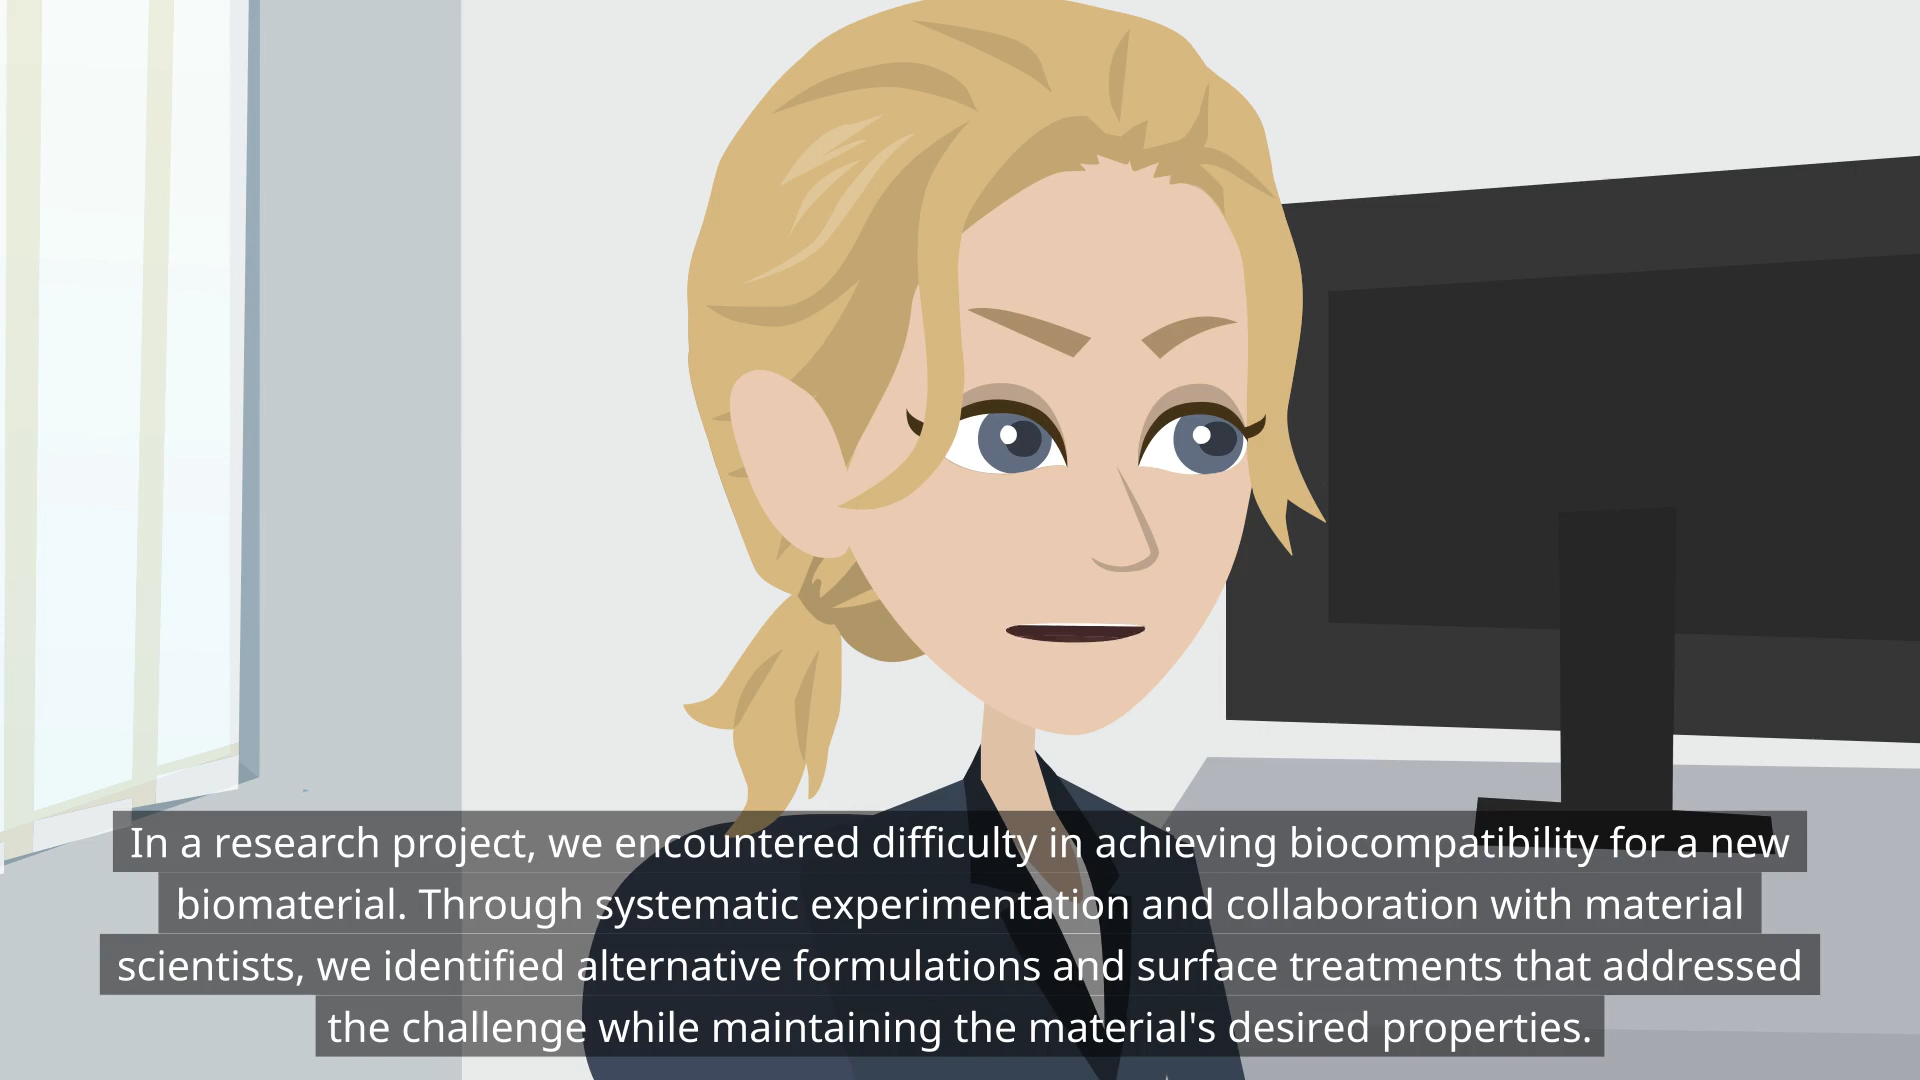 In a research project, we encountered difficulty in achieving biocompatibility for a new
biomaterial. Through systematic experimentation and collaboration with material
scientists, we identified alternative formulations and surface treatments that addressed
the challenge while maintaining the material's desired properties.